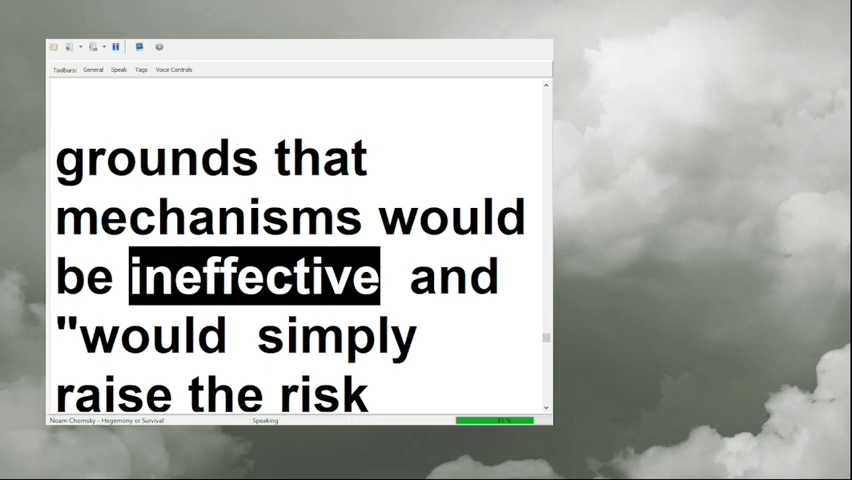 Toolbars: General Speak Tags Voice Controls
grounds that
mechanisms would
be ineffective and
"would simply
raise the risk
Noam Chomsky - Hegemony or Survival Speaking 81 %